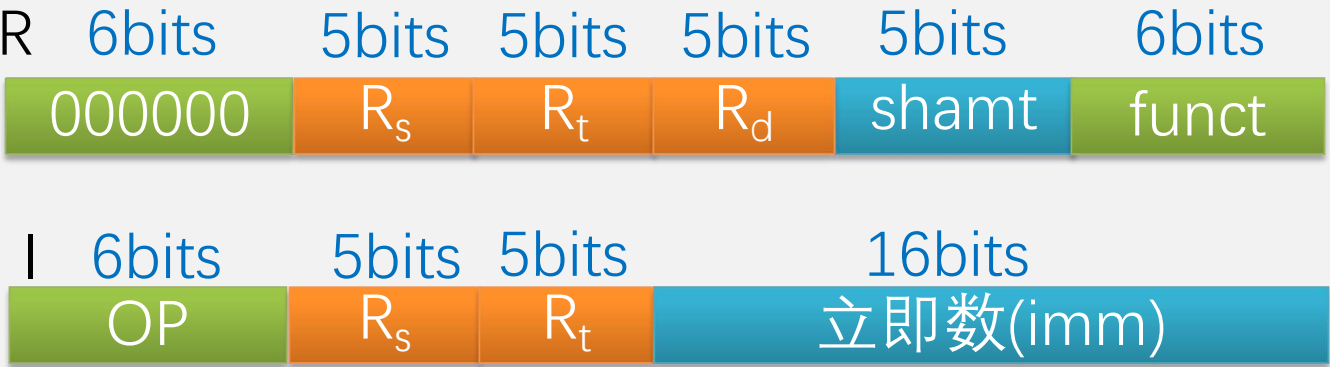 R 6bits 5bits 5bits 5bits 5bits 6bits
000000 Rs Rt Rd shamt funct
I 6bits 5bits 5bits 16bits
OP Rs Rt 立即数(imm)